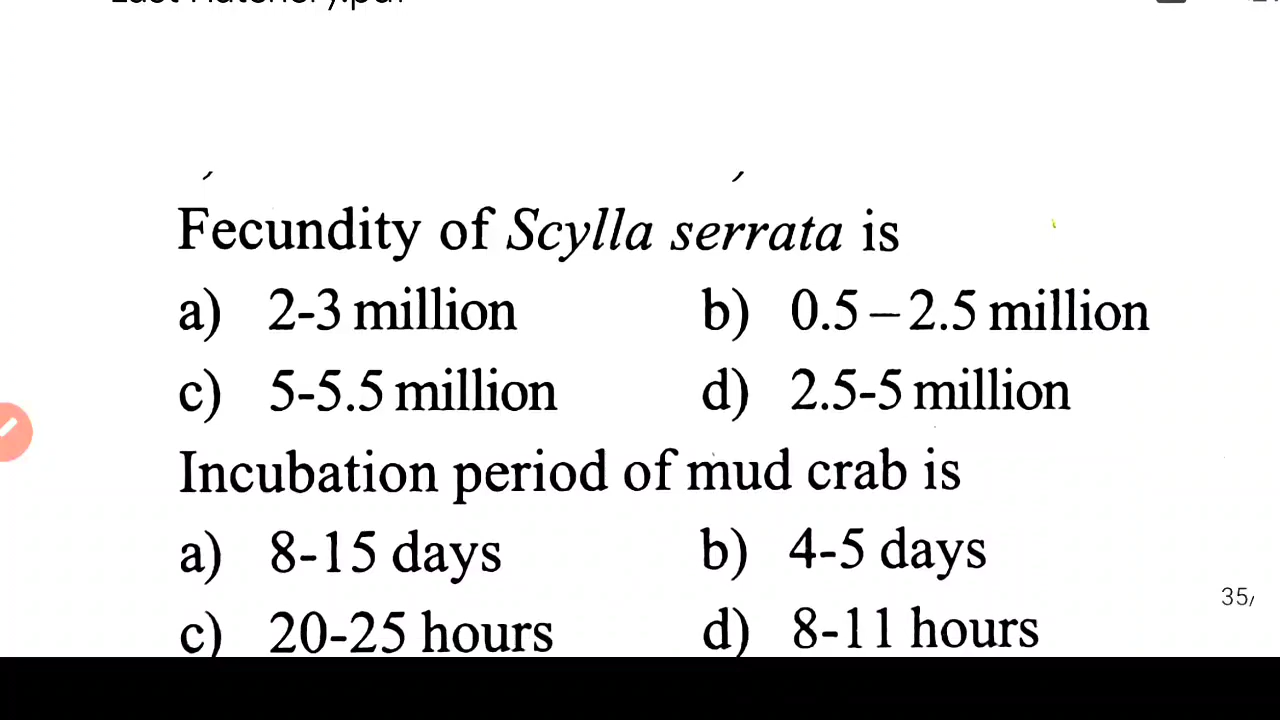 Fecundity of Scylla serrata is
a) 2-3 million b) 0.5 – 2.5 million
c) 5-5.5 million d) 2.5-5 million
Incubation period of mud crab is
a) 8-15 days b) 4-5 days
35/
c) 20-25 hours d) 8-11 hours